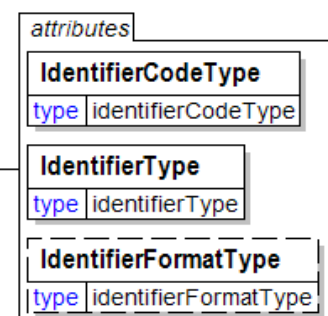 attributes
IdentifierCodeType
type identifierCodeType
IdentifierType
type identifierType
IdentifierFormatType
type identifierFormatType